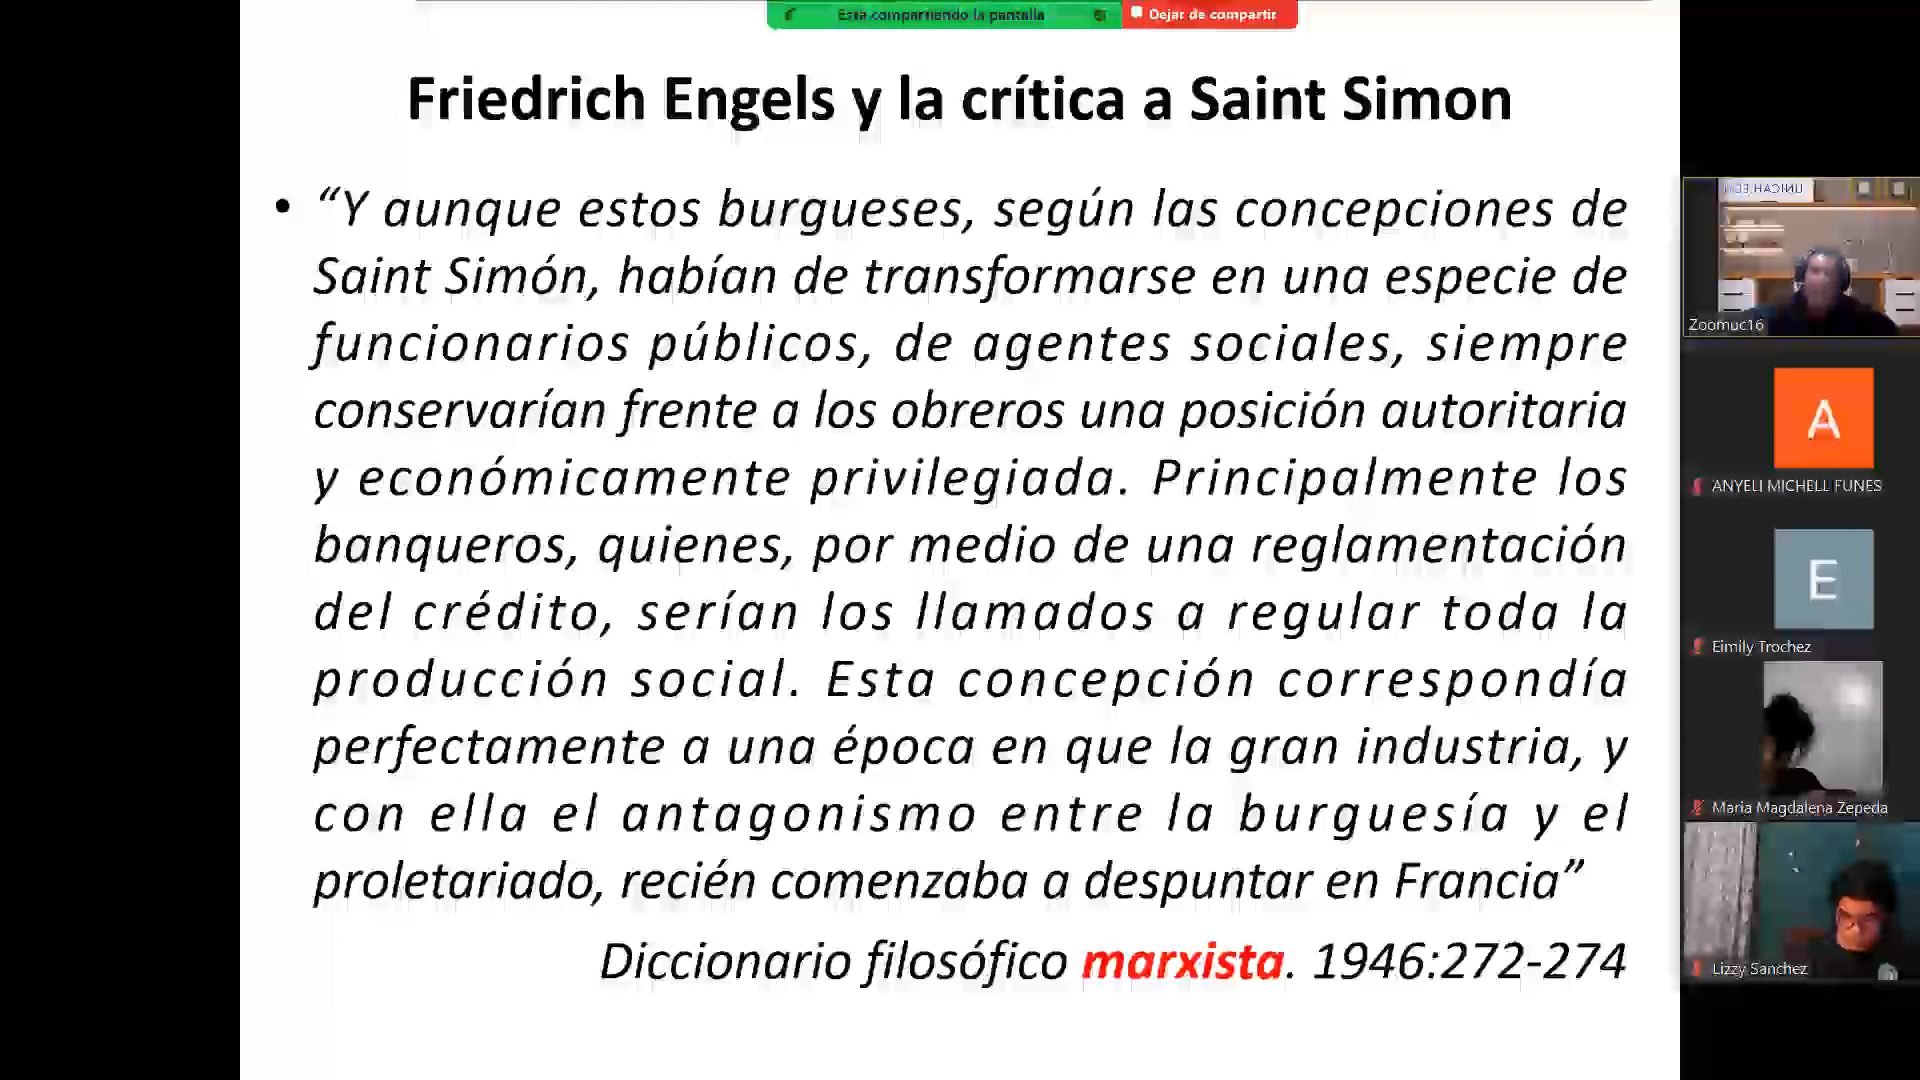 Está compartiendo la pantalla
Dejar de compartir
Friedrich Engels y la crítica a Saint Simon
• “Y aunque estos burgueses, según las concepciones de
Saint Simón, habían de transformarse en una especie de
funcionarios públicos, de agentes sociales, siempre
conservarían frente a los obreros una posición autoritaria
y económicamente privilegiada. Principalmente los
banqueros, quienes, por medio de una reglamentación
del crédito, serían los llamados a regular toda la
producción social. Esta concepción correspondía
perfectamente a una época en que la gran industria, y
con ella el antagonismo entre la burguesía y el
proletariado, recién comenzaba a despuntar en Francia”
Diccionario filosófico marxista. 1946:272-274
Zoomuc16
A
ANYELI MICHELL FUNES
E
Eimily Trochez
Maria Magdalena Zepeda
Lizzy Sanchez